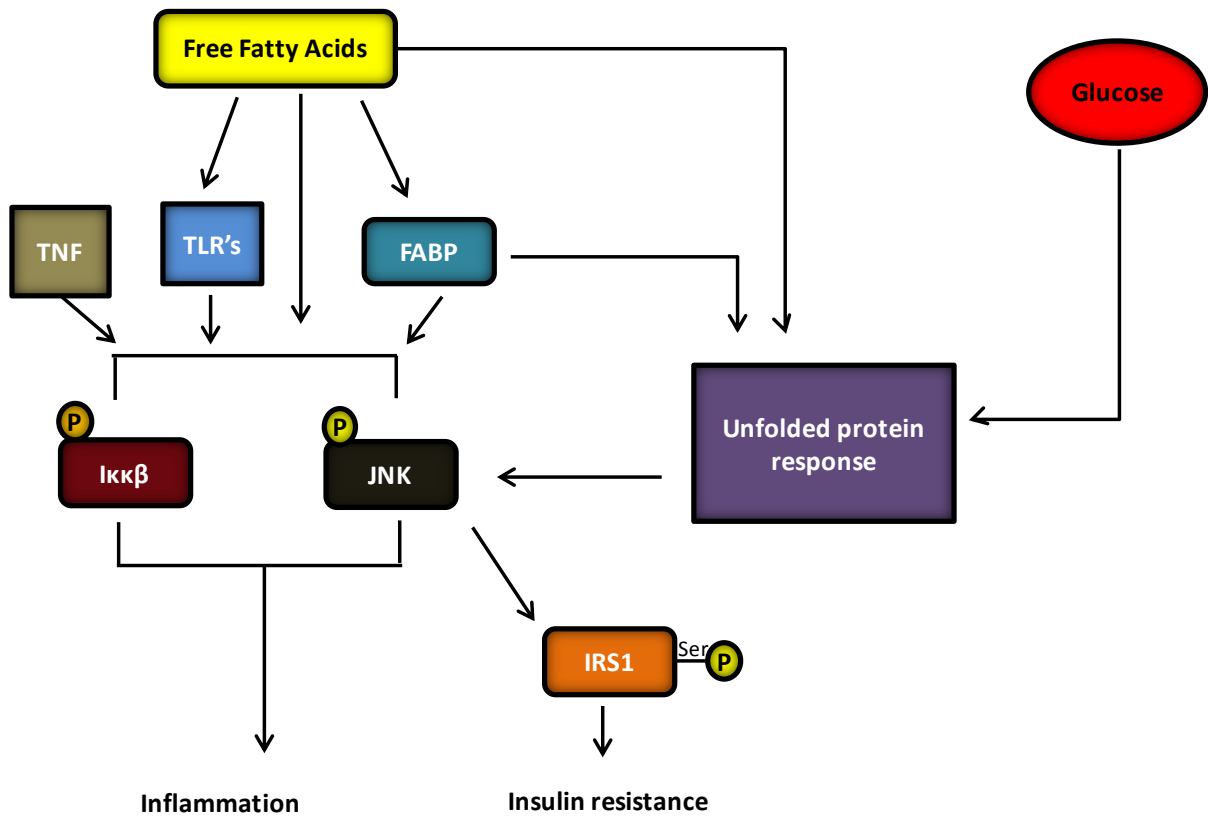 Free Fatty Acids
Glucose
TNF
TLR’s
FABP
P
P
Iκκβ
JNK
Unfolded protein
response
IRS1
Ser
P
Inflammation
Insulin resistance